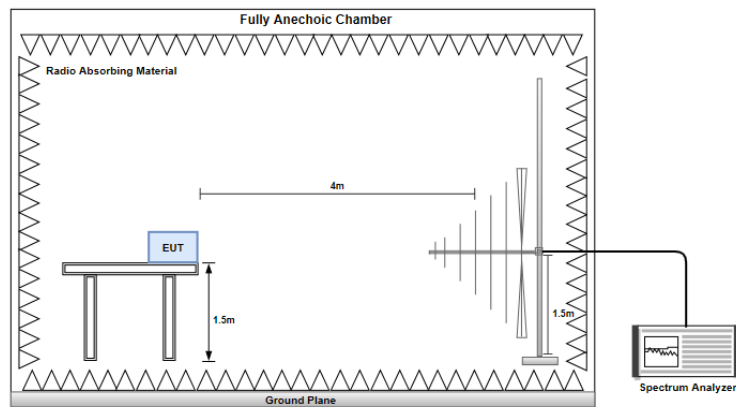 Fully Anechoic Chamber
Radio Absorbing Material
4m
EUT
1.5m
1.5m
Spectrum Analyzer
Ground Plane